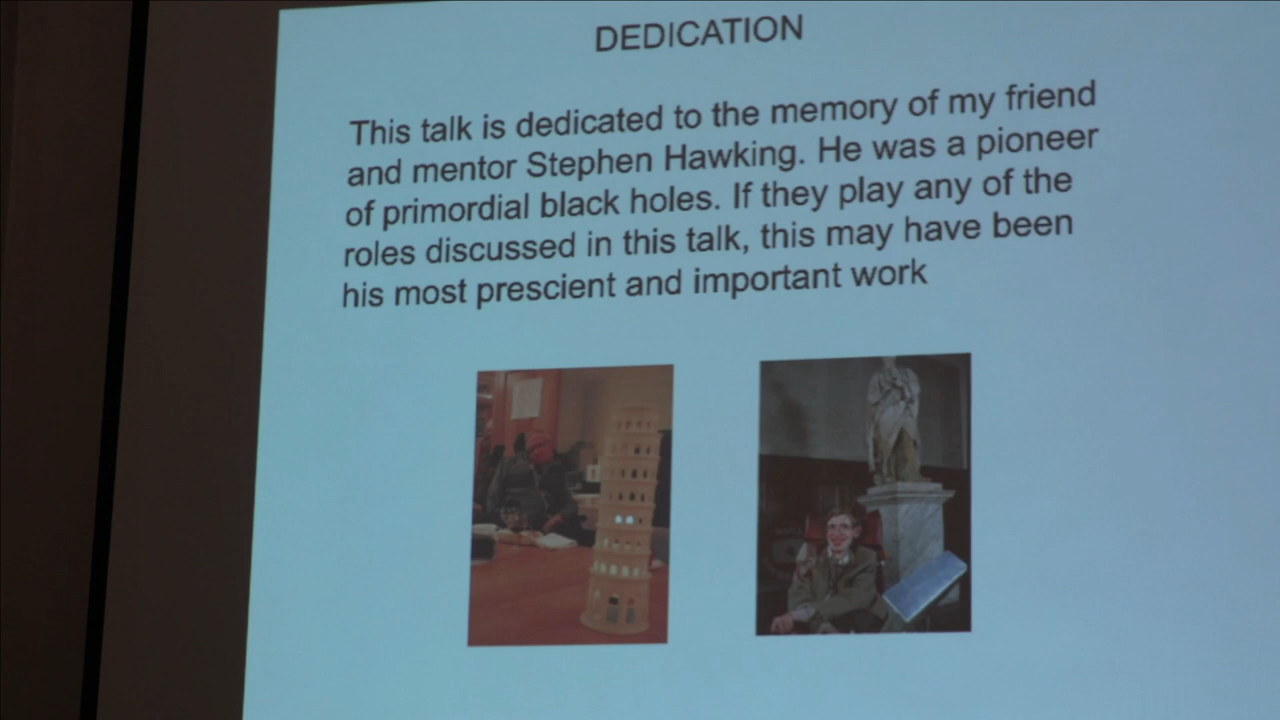 DEDICATION
This talk is dedicated to the memory of my friend
and mentor Stephen Hawking. He was a pioneer
of primordial black holes. If they play any of the
roles discussed in this talk, this may have been
his most prescient and important work